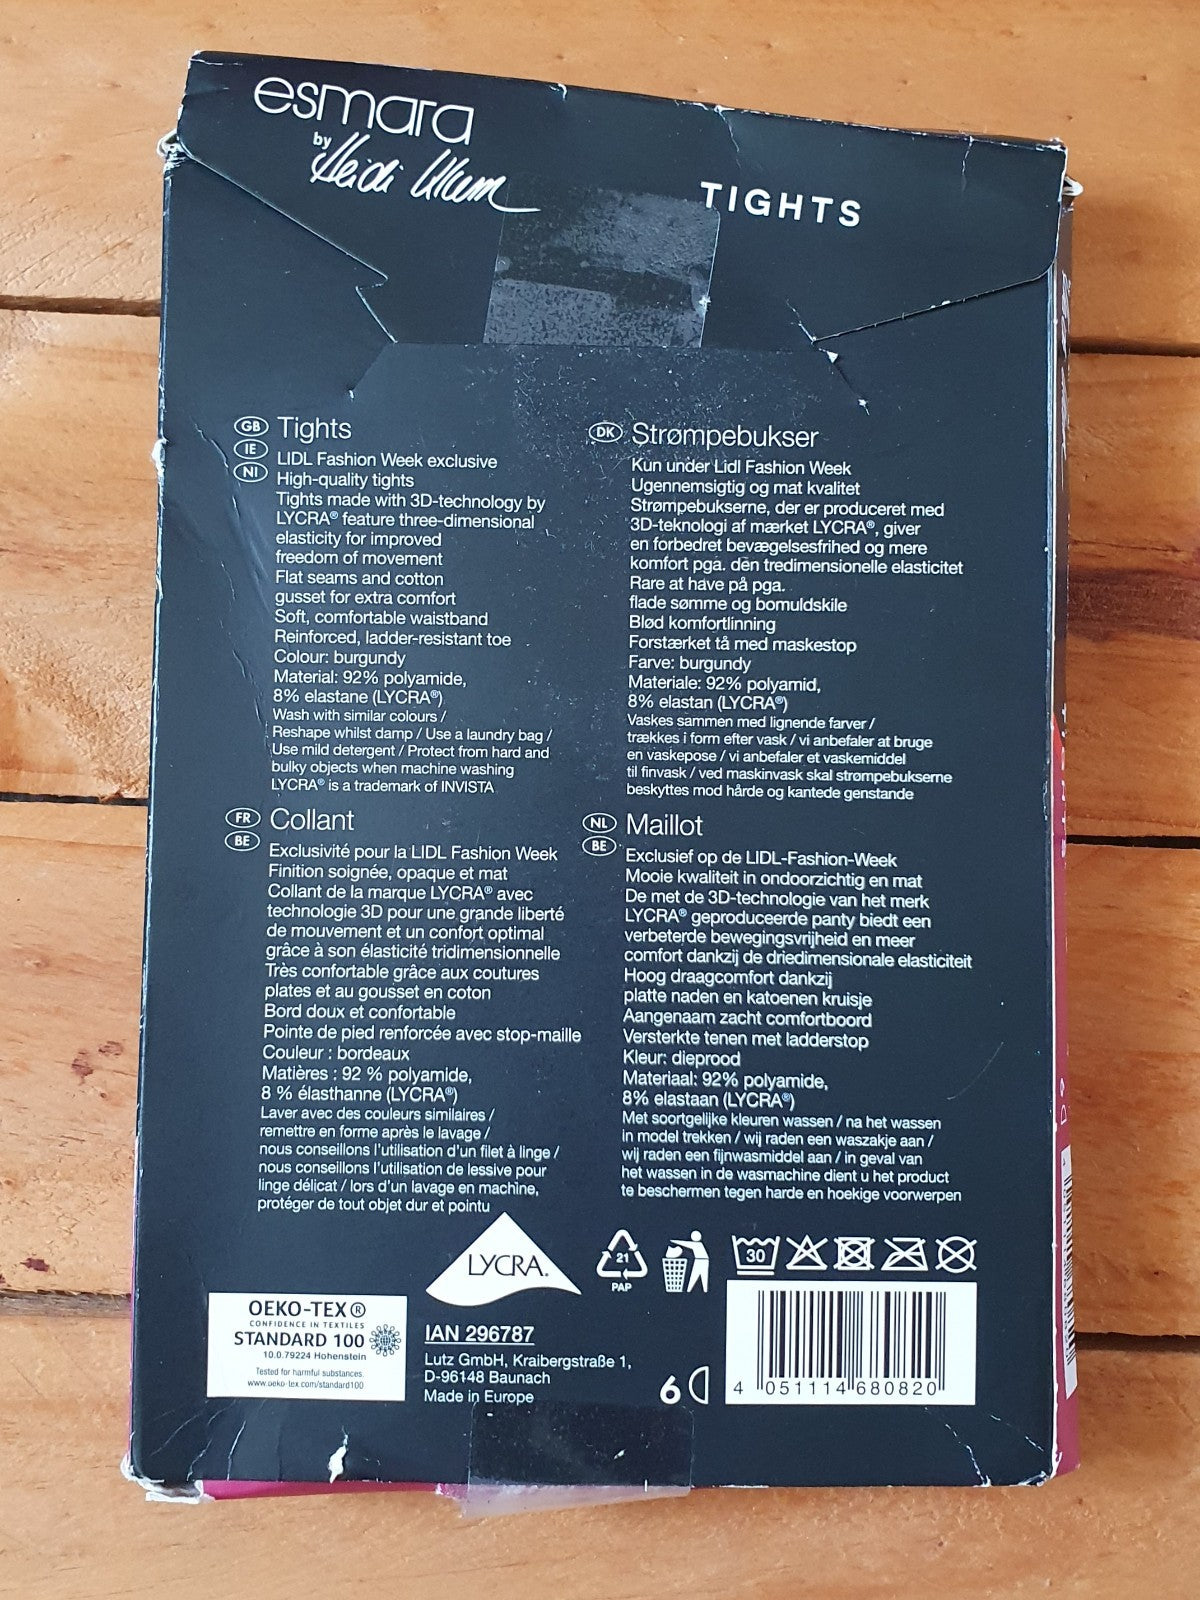 esmara
by
Heidi Klum
TIGHTS
GB IE NI Tights
LIDL Fashion Week exclusive
High-quality tights
Tights made with 3D-technology by
LYCRA® feature three-dimensional
elasticity for improved
freedom of movement
Flat seams and cotton
gusset for extra comfort
Soft, comfortable waistband
Reinforced, ladder-resistant toe
Colour: burgundy
Material: 92% polyamide,
8% elastane (LYCRA®)
Wash with similar colours /
Reshape whilst damp / Use a laundry bag /
Use mild detergent / Protect from hard and
bulky objects when machine washing
LYCRA® is a trademark of INVISTA
DK Strømpebukser
Kun under Lidl Fashion Week
Ugennemsigtig og mat kvalitet
Strømpebukserne, der er produceret med
3D-teknologi af mærket LYCRA®, giver
en forbedret bevægelsesfrihed og mere
komfort pga. den tredimensionelle elasticitet
Rare at have på pga.
flade sømme og bomuldskile
Blød komfortlinning
Forstærket tå med maskestop
Farve: burgundy
Materiale: 92% polyamid,
8% elastan (LYCRA®)
Vaskes sammen med lignende farver /
trækkes i form efter vask / vi anbefaler at bruge
en vaskepose / vi anbefaler et vaskemiddel
til finvask / ved maskinvask skal strømpebukserne
beskyttes mod hårde og kantede genstande
FR BE Collant
Exclusivité pour la LIDL Fashion Week
Finition soignée, opaque et mat
Collant de la marque LYCRA® avec
technologie 3D pour une grande liberté
de mouvement et un confort optimal
grâce à son élasticité tridimensionnelle
Très confortable grâce aux coutures
plates et au gousset en coton
Bord doux et confortable
Pointe de pied renforcée avec stop-maille
Couleur : bordeaux
Matières : 92 % polyamide,
8 % élasthanne (LYCRA®)
Laver avec des couleurs similaires /
remettre en forme après le lavage /
nous conseillons l'utilisation d'un filet à linge /
nous conseillons l'utilisation de lessive pour
linge délicat / lors d'un lavage en machine,
protéger de tout objet dur et pointu
NL BE Maillot
Exclusief op de LIDL-Fashion-Week
Mooie kwaliteit in ondoorzichtig en mat
De met de 3D-technologie van het merk
LYCRA® geproduceerde panty biedt een
verbeterde bewegingsvrijheid en meer
comfort dankzij de driedimensionale elasticiteit
Hoog draagcomfort dankzij
platte naden en katoenen kruisje
Aangenaam zacht comfortboord
Versterkte tenen met ladderstop
Kleur: dieprood
Materiaal: 92% polyamide,
8% elastaan (LYCRA®)
Met soortgelijke kleuren wassen / na het wassen
in model trekken / wij raden een waszakje aan /
wij raden een fijnwasmiddel aan / in geval van
het wassen in de wasmachine dient u het product
te beschermen tegen harde en hoekige voorwerpen
LYCRA®
21
PAP
30
OEKO-TEX®
CONFIDENCE IN TEXTILES
STANDARD 100
10.0.79224 Hohenstein
Tested for harmful substances.
www.oeko-tex.com/standard100
IAN 296787
Lutz GmbH, Kraibergstraße 1,
D-96148 Baunach
Made in Europe
6
4 051114 680820